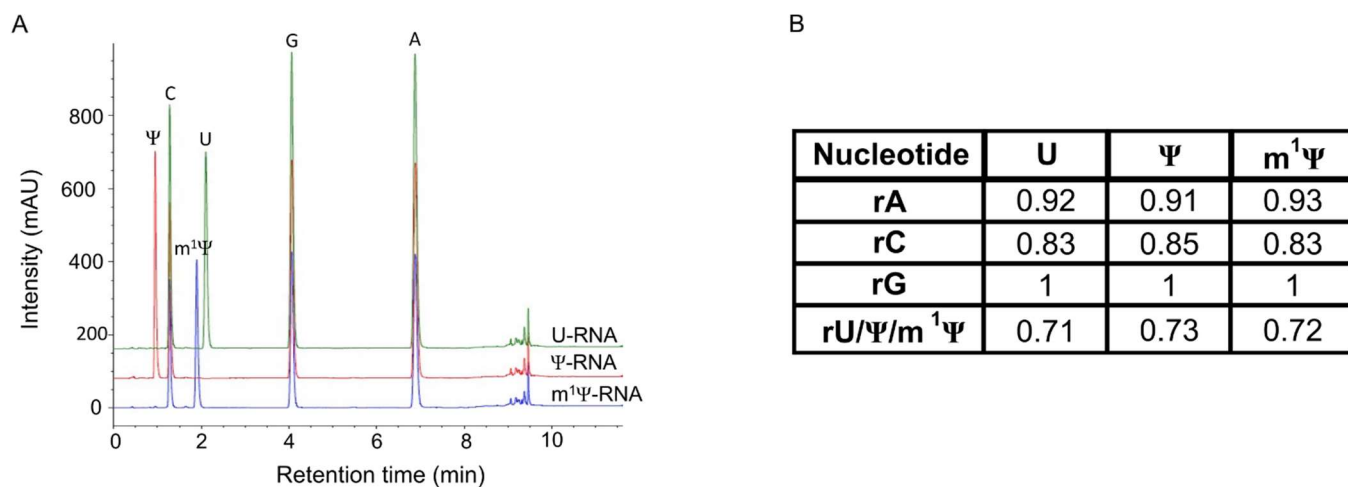 A
G
A
C
Ψ
U
m¹Ψ
800
600
400
200
0
Intensity (mAU)
U-RNA
Ψ-RNA
m¹Ψ-RNA
0 2 4 6 8 10
Retention time (min)
B
Nucleotide U Ψ m¹Ψ
rA 0.92 0.91 0.93
rC 0.83 0.85 0.83
rG 1 1 1
rU/Ψ/m ¹Ψ 0.71 0.73 0.72